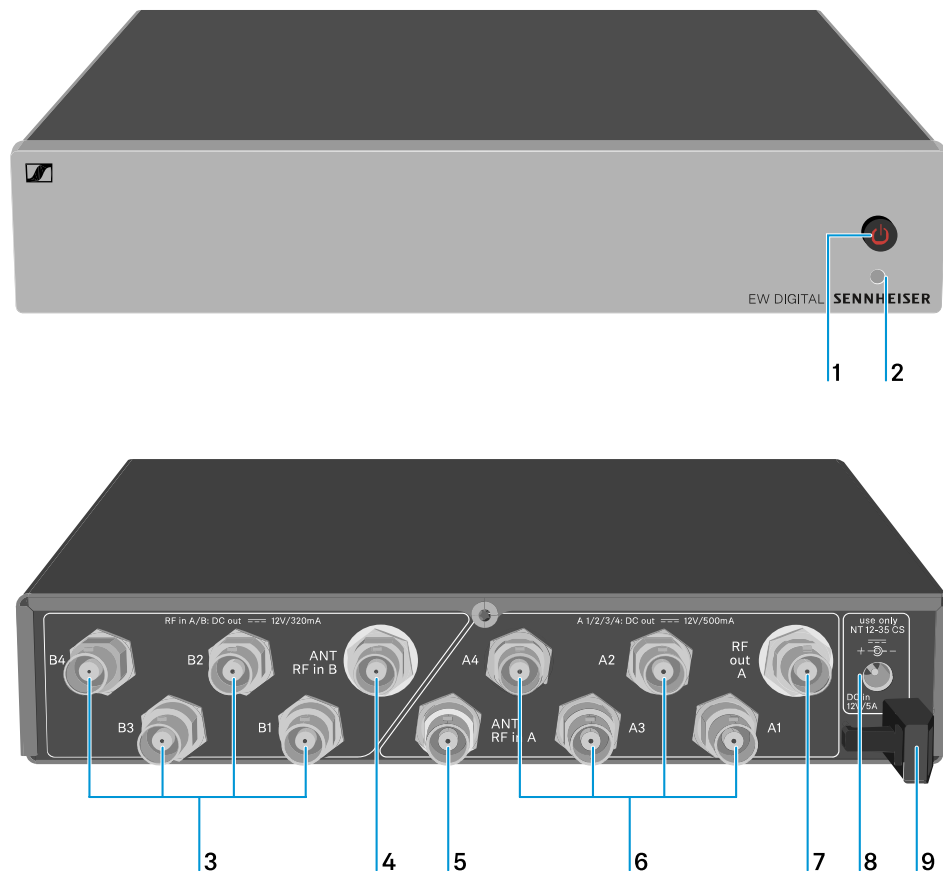 EW DIGITAL SENNHEISER
1
2
RF in A/B: DC out 12V/320mA
A 1/2/3/4: DC out 12V/500mA
use only
NT 12-35 CS
B4
B2
ANT
RF in B
A4
A2
RF
out
A
+ -
B3
B1
ANT
RF in A
A3
A1
DC in
12V/5A
3
4
5
6
7
8
9